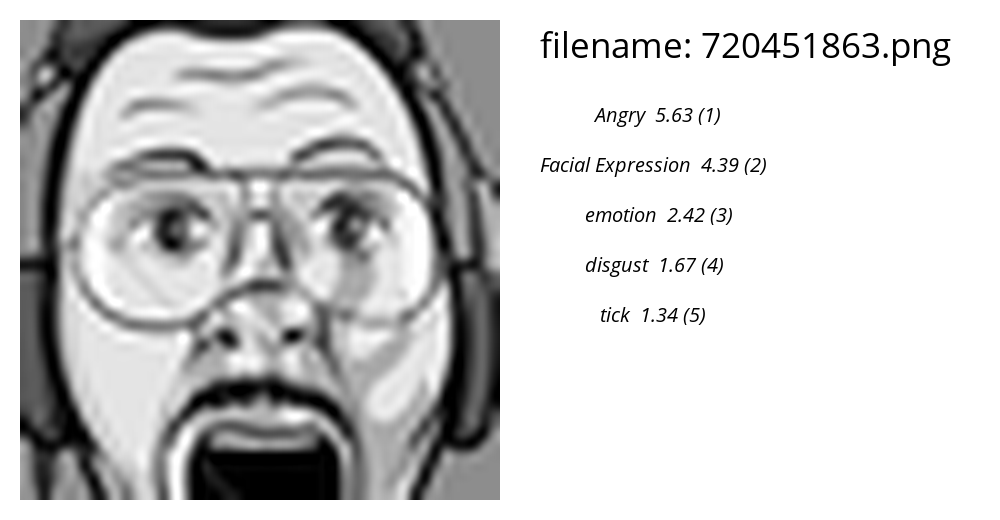 filename: 720451863.png
Angry 5.63 (1)
Facial Expression 4.39 (2)
emotion 2.42 (3)
disgust 1.67 (4)
tick 1.34 (5)